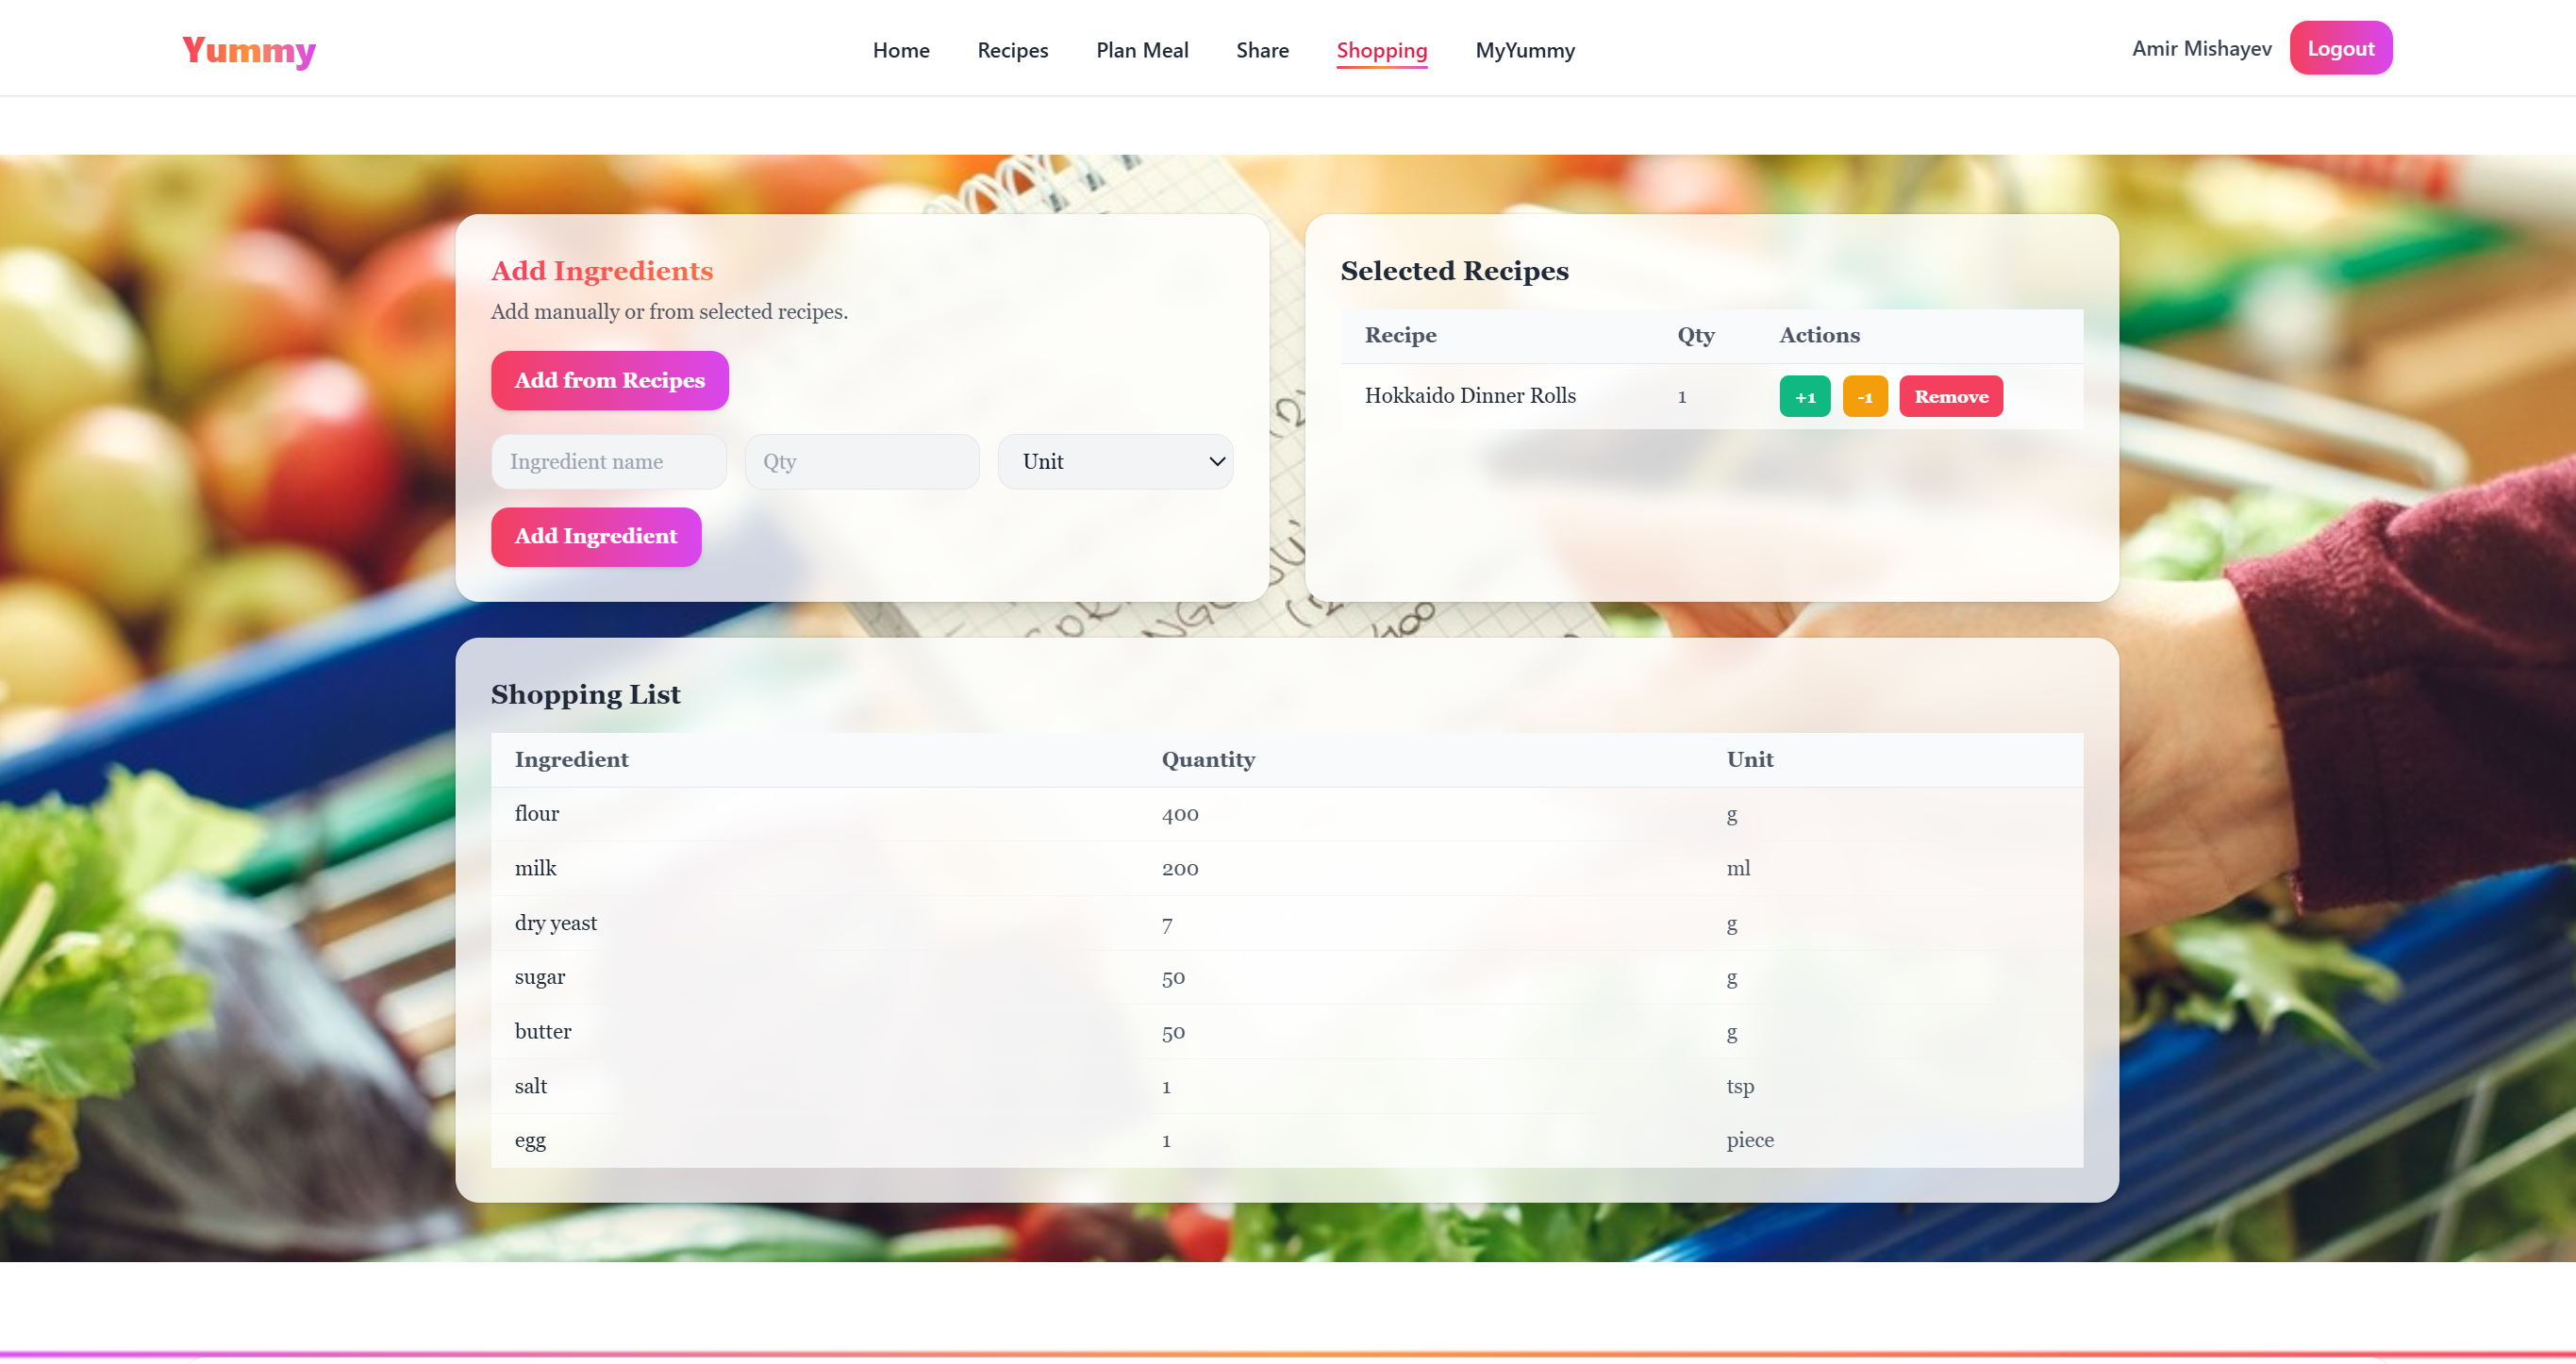 Yummy
Home Recipes Plan Meal Share Shopping MyYummy
Amir Mishayev Logout
Add Ingredients
Add manually or from selected recipes.
Add from Recipes
Ingredient name Qty Unit
Add Ingredient
Selected Recipes
Recipe Qty Actions
Hokkaido Dinner Rolls 1 +1 -1 Remove
Shopping List
Ingredient Quantity Unit
flour 400 g
milk 200 ml
dry yeast 7 g
sugar 50 g
butter 50 g
salt 1 tsp
egg 1 piece